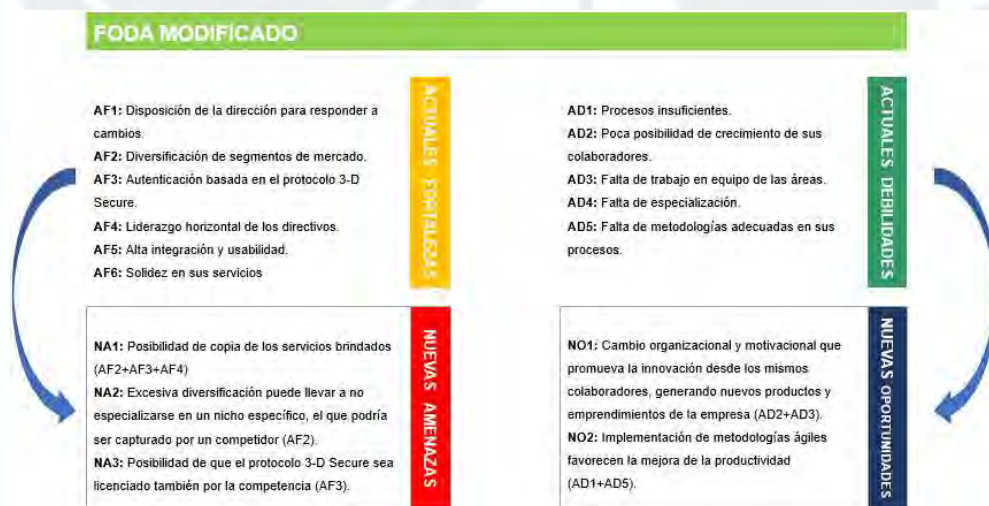 FODA MODIFICADO
AF1: Disposición de la dirección para responder a
cambios.
AF2: Diversificación de segmentos de mercado.
AF3: Autenticación basada en el protocolo 3-D
Secure.
AF4: Liderazgo horizontal de los directivos.
AF5: Alta integración y usabilidad.
AF6: Solidez en sus servicios
ACTUALES FORTALEZAS
AD1: Procesos insuficientes.
AD2: Poca posibilidad de crecimiento de sus
colaboradores.
AD3: Falta de trabajo en equipo de las áreas.
AD4: Falta de especialización.
AD5: Falta de metodologías adecuadas en sus
procesos.
ACTUALES DEBILIDADES
NA1: Posibilidad de copia de los servicios brindados
(AF2+AF3+AF4)
NA2: Excesiva diversificación puede llevar a no
especializarse en un nicho específico, el que podría
ser capturado por un competidor (AF2).
NA3: Posibilidad de que el protocolo 3-D Secure sea
licenciado también por la competencia (AF3).
NUEVAS AMENAZAS
NO1: Cambio organizacional y motivacional que
promueva la innovación desde los mismos
colaboradores, generando nuevos productos y
emprendimientos de la empresa (AD2+AD3).
NO2: Implementación de metodologías ágiles
favorecen la mejora de la productividad
(AD1+AD5).
NUEVAS OPORTUNIDADES